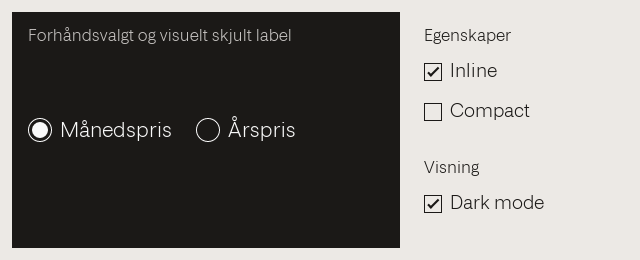 Forhåndsvalgt og visuelt skjult label
Månedspris
Årspris
Egenskaper
Inline
Compact
Visning
Dark mode